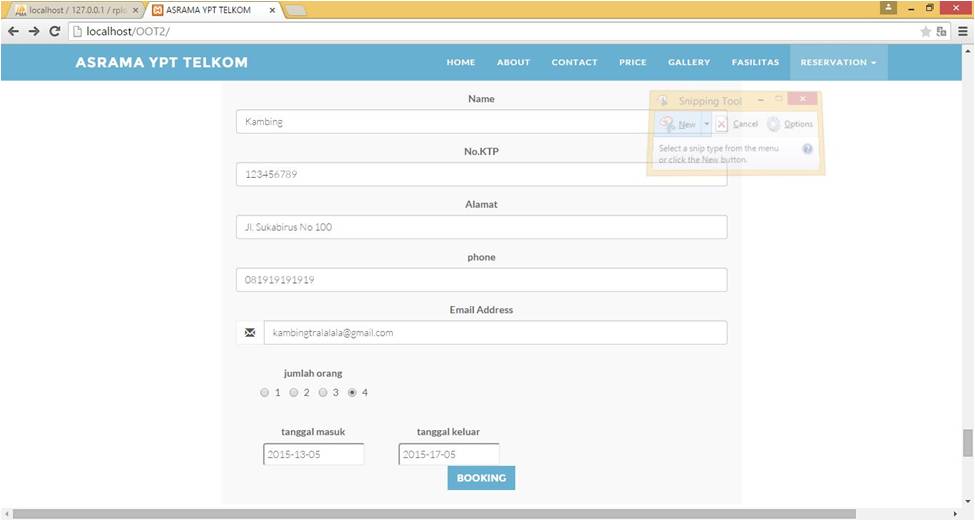 localhost / 127.0.0.1 / rplo
ASRAMA YPT TELKOM
localhost/OOT2/
ASRAMA YPT TELKOM
HOME ABOUT CONTACT PRICE GALLERY FASILITAS RESERVATION
Name
Kambing
Snipping Tool
New Cancel Options
Select a snip type from the menu
or click the New button.
No.KTP
123456789
Alamat
Jl. Sukabirus No 100
phone
081919191919
Email Address
kambingtralalala@gmail.com
jumlah orang
1 2 3 4
tanggal masuk tanggal keluar
2015-13-05 2015-17-05
BOOKING